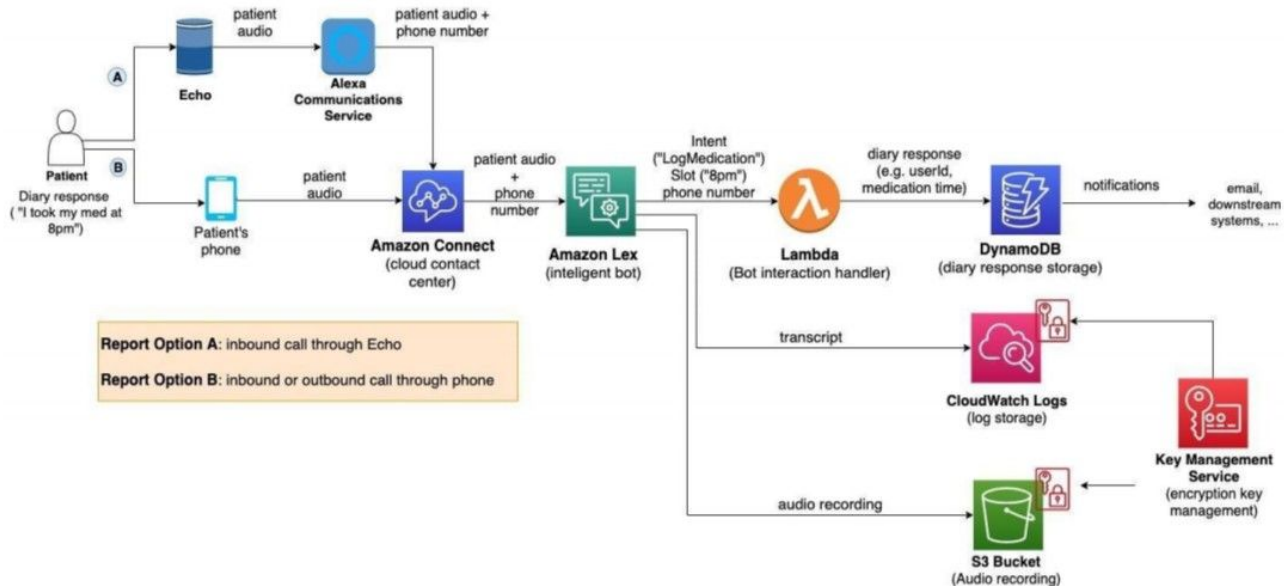 patient
audio
patient audio +
phone number
A
Echo
Alexa
Communications
Service
B
Patient
Diary response
( "I took my med at
8pm")
Patient's
phone
patient
audio
Amazon Connect
(cloud contact
center)
patient audio
+
phone
number
Amazon Lex
(inteligent bot)
Intent
("LogMedication")
Slot ("8pm")
phone number
Lambda
(Bot interaction handler)
diary response
(e.g. userId,
medication time)
DynamoDB
(diary response storage)
notifications
email,
downstream
systems, ...
Report Option A: inbound call through Echo
Report Option B: inbound or outbound call through phone
transcript
CloudWatch Logs
(log storage)
Key Management
Service
(encryption key
management)
audio recording
S3 Bucket
(Audio recording)